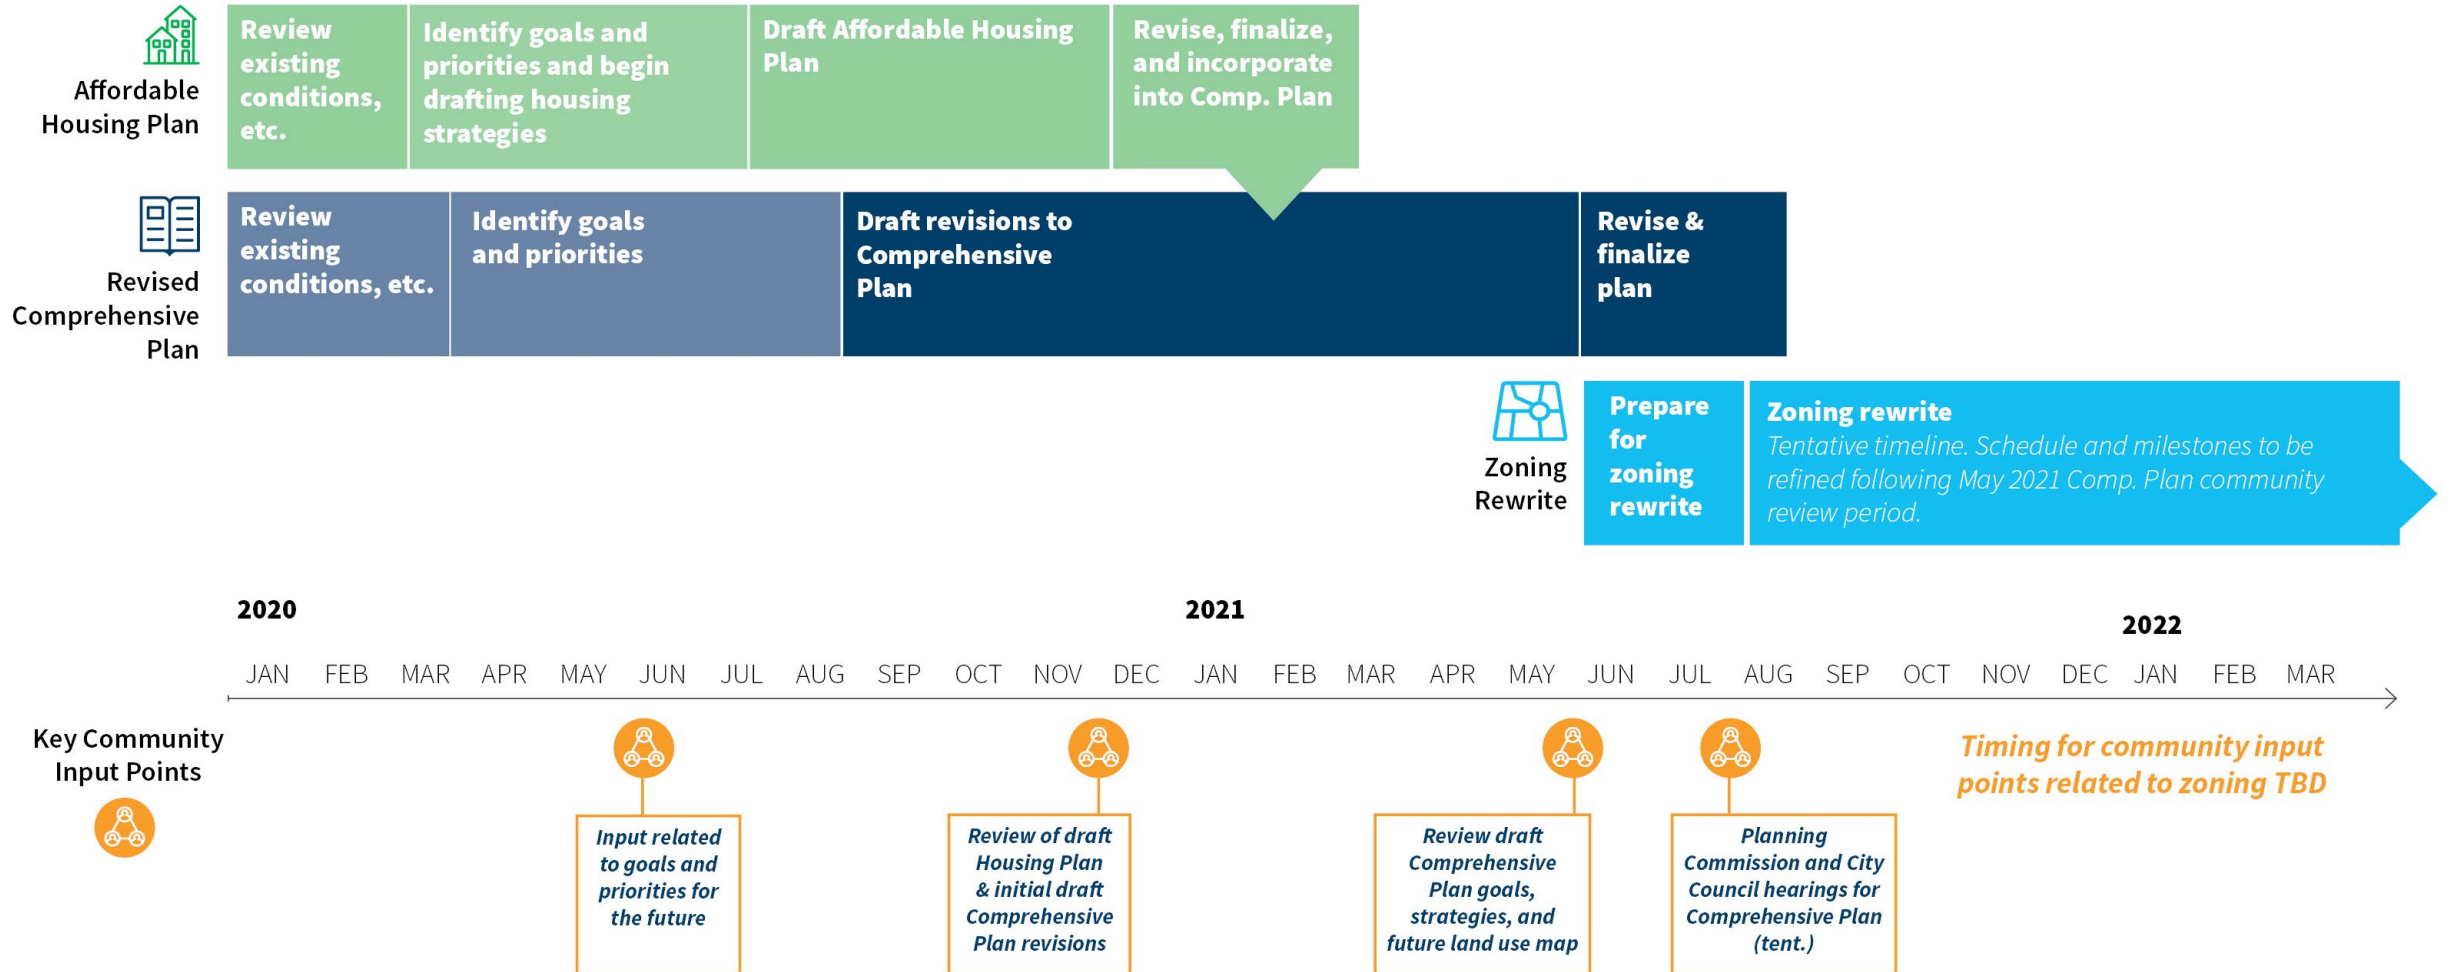 Affordable
Housing Plan
Review
existing
conditions,
etc.
Identify goals and
priorities and begin
drafting housing
strategies
Draft Affordable Housing
Plan
Revise, finalize,
and incorporate
into Comp. Plan
Revised
Comprehensive
Plan
Review
existing
conditions, etc.
Identify goals
and priorities
Draft revisions to
Comprehensive
Plan
Revise &
finalize
plan
Zoning
Rewrite
Prepare
for
zoning
rewrite
Zoning rewrite
Tentative timeline. Schedule and milestones to be
refined following May 2021 Comp. Plan community
review period.
2020
2021
2022
JAN FEB MAR APR MAY JUN JUL AUG SEP OCT NOV DEC JAN FEB MAR APR MAY JUN JUL AUG SEP OCT NOV DEC JAN FEB MAR
Key Community
Input Points
Input related
to goals and
priorities for
the future
Review of draft
Housing Plan
& initial draft
Comprehensive
Plan revisions
Review draft
Comprehensive
Plan goals,
strategies, and
future land use map
Planning
Commission and City
Council hearings for
Comprehensive Plan
(tent.)
Timing for community input
points related to zoning TBD